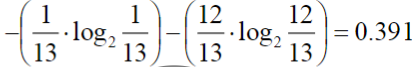 −(1/13 · log₂ 1/13) − (12/13 · log₂ 12/13) = 0.391